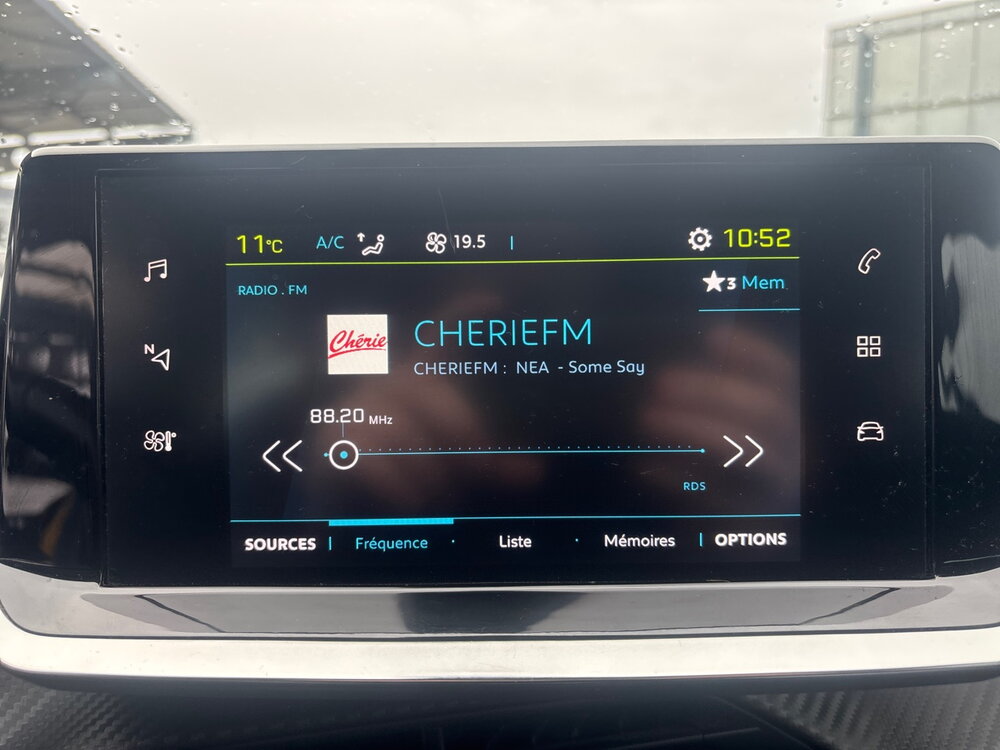 11°C A/C 19.5 | 10:52
RADIO . FM
★3 Mem
Chérie
CHERIEFM
CHERIEFM : NEA - Some Say
N
88.20 MHz
RDS
SOURCES | Fréquence · Liste · Mémoires | OPTIONS